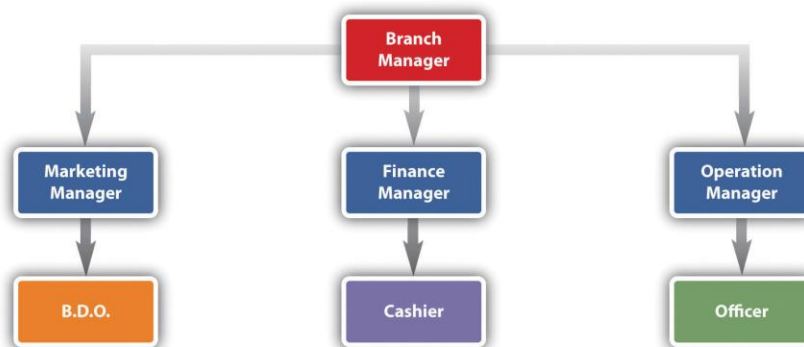 Branch
Manager
Marketing
Manager
Finance
Manager
Operation
Manager
B.D.O.
Cashier
Officer